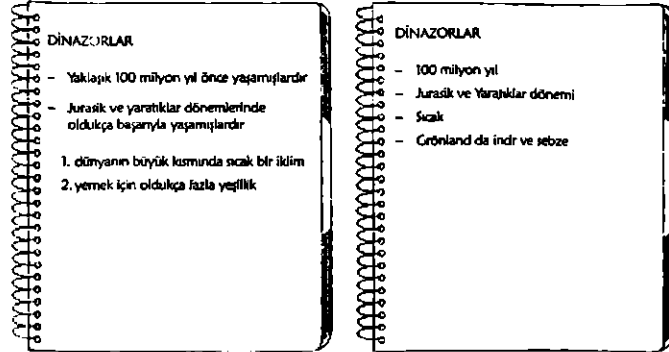 DİNAZORLAR
– Yaklaşık 100 milyon yıl önce yaşamışlardır
– Jurasik ve yaratıklar dönemlerinde
oldukça başarıyla yaşamışlardır
1. dünyanın büyük kısmında sıcak bir iklim
2. yemek için oldukça fazla yeşillik
DİNAZORLAR
– 100 milyon yıl
– Jurasik ve Yaratıklar dönemi
– Sıcak
– Grönland da incir ve sebze